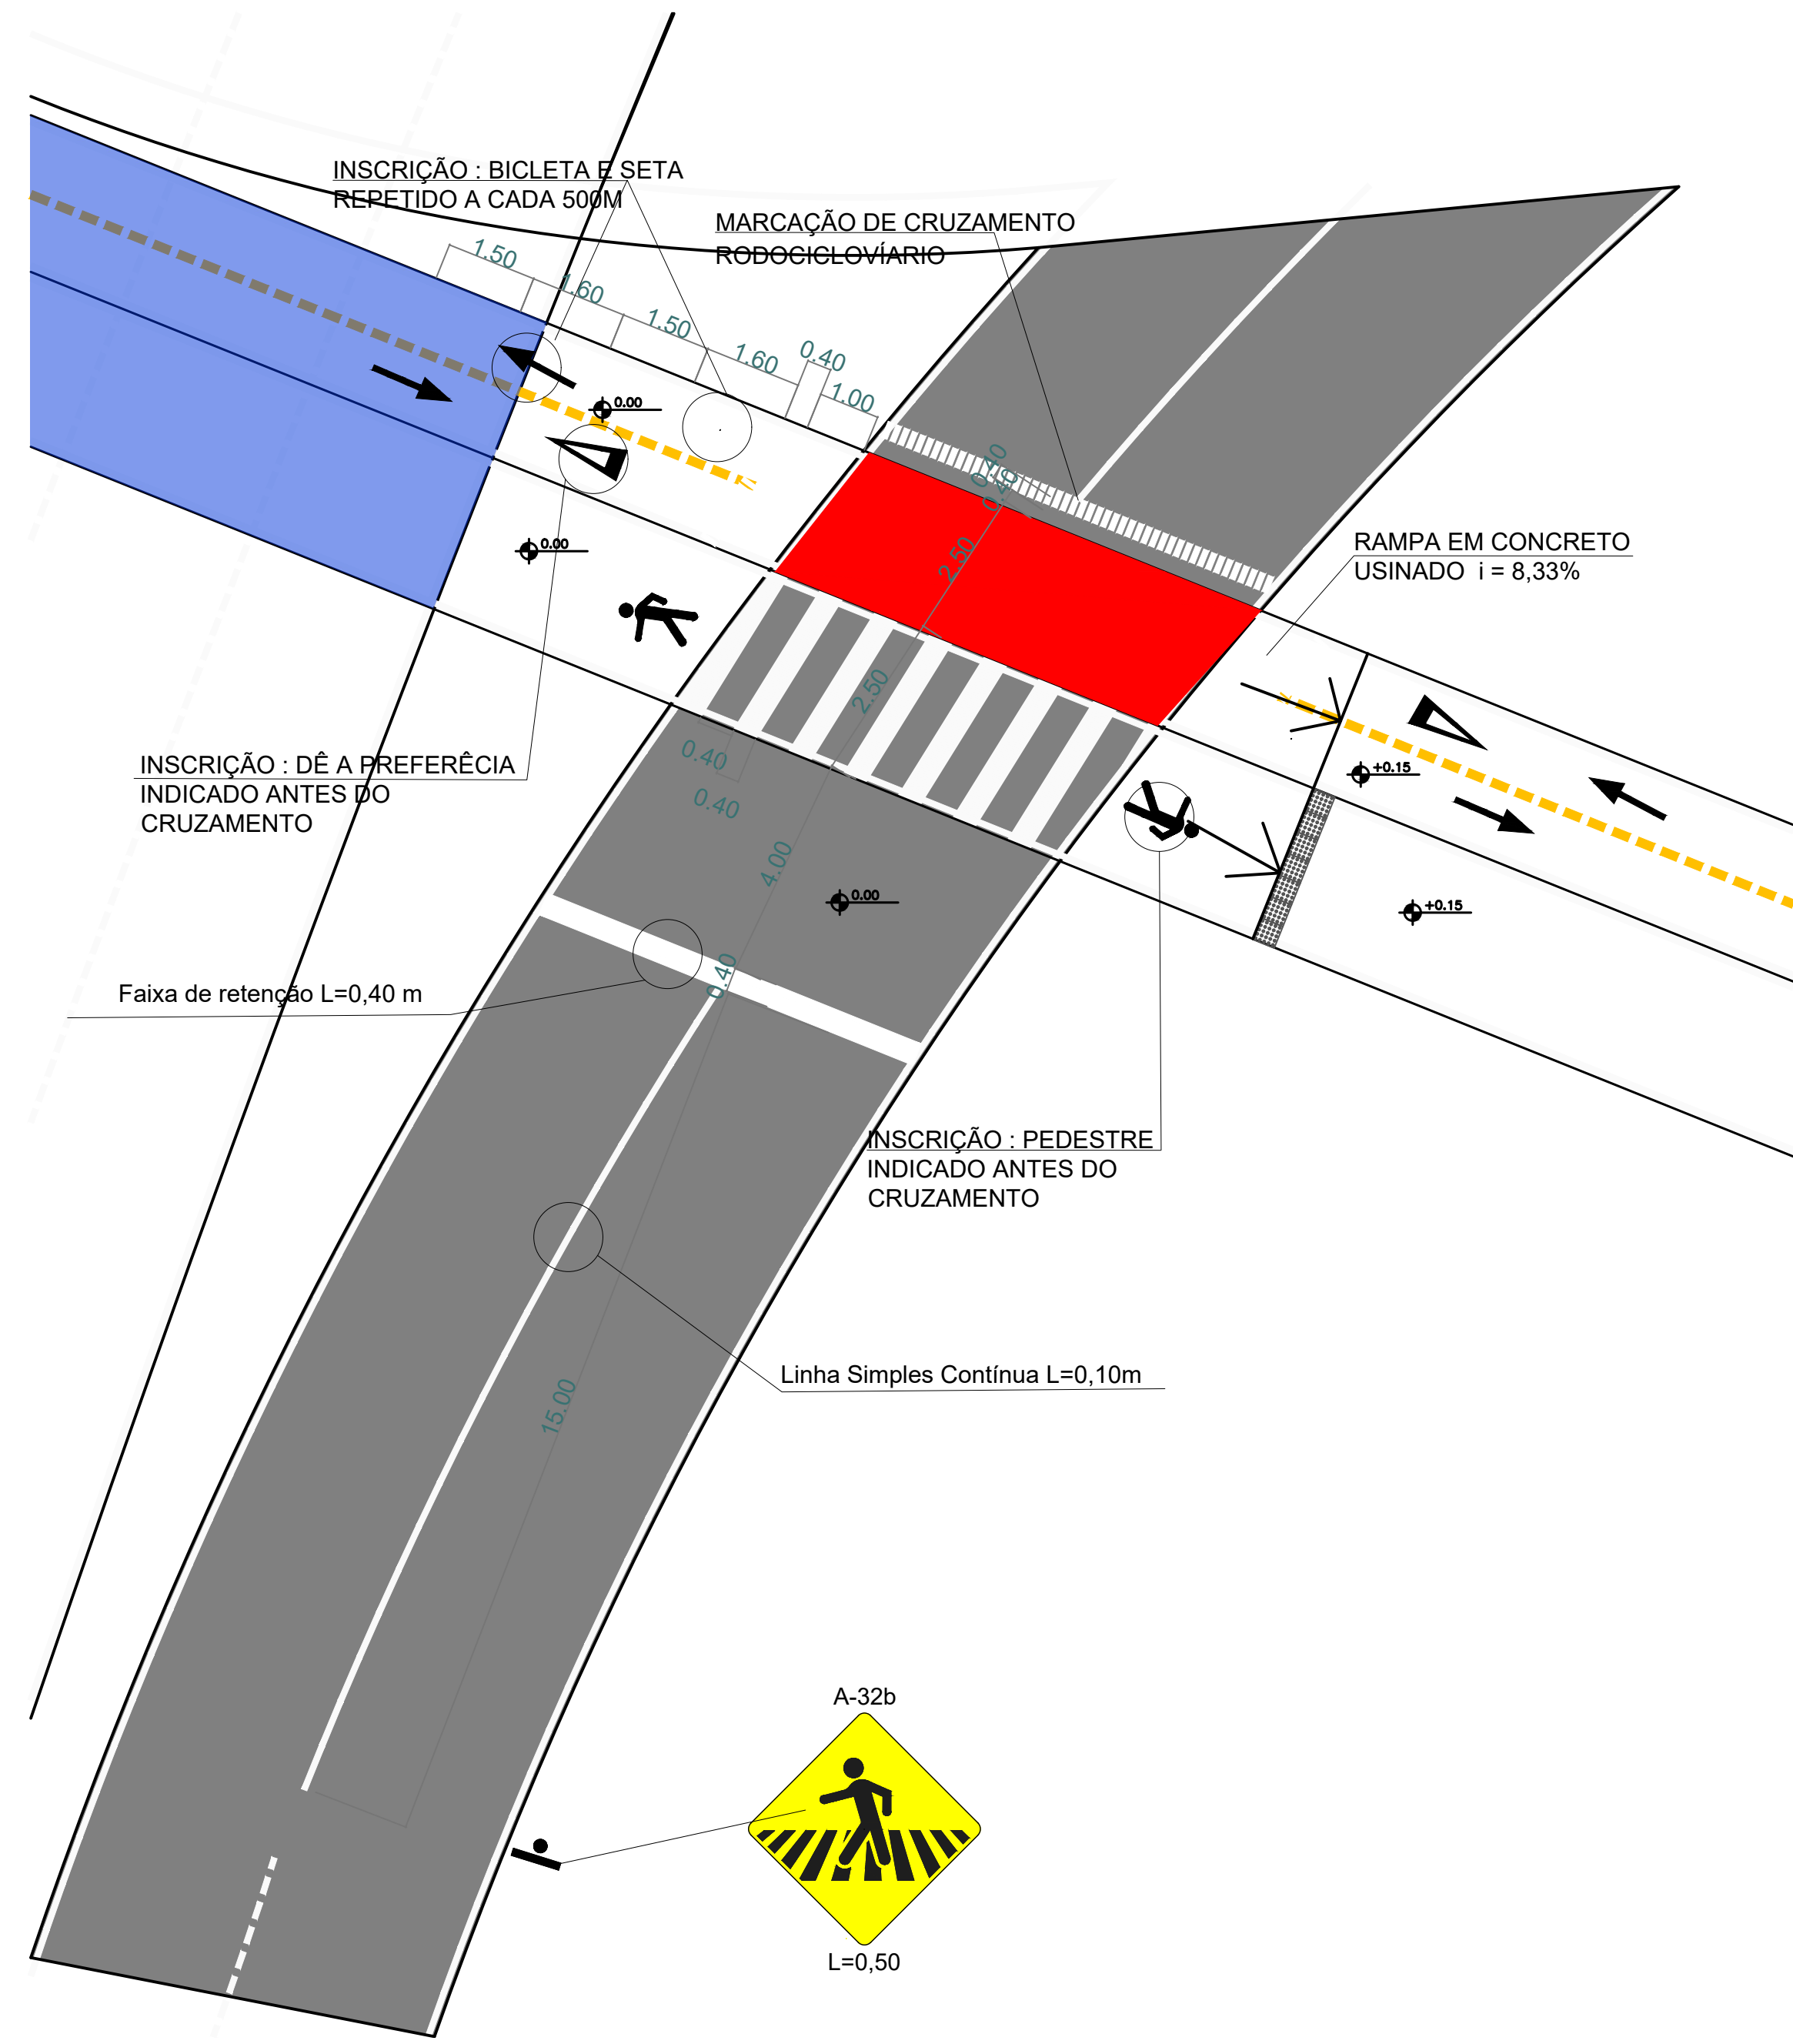 INSCRIÇÃO : BICLETA E SETA
REPETIDO A CADA 500M
MARCAÇÃO DE CRUZAMENTO
RODOCICLOVÍARIO
1.50
1.60
1.50
1.60
0.40
1.00
0.00
0.00
0.40
0.40
2.50
RAMPA EM CONCRETO
USINADO i = 8,33%
2.50
INSCRIÇÃO : DÊ A PREFERÊCIA
INDICADO ANTES DO
CRUZAMENTO
0.40
0.40
+0.15
4.00
0.00
+0.15
0.40
Faixa de retenção L=0,40 m
INSCRIÇÃO : PEDESTRE
INDICADO ANTES DO
CRUZAMENTO
Linha Simples Contínua L=0,10m
15.00
A-32b
L=0,50